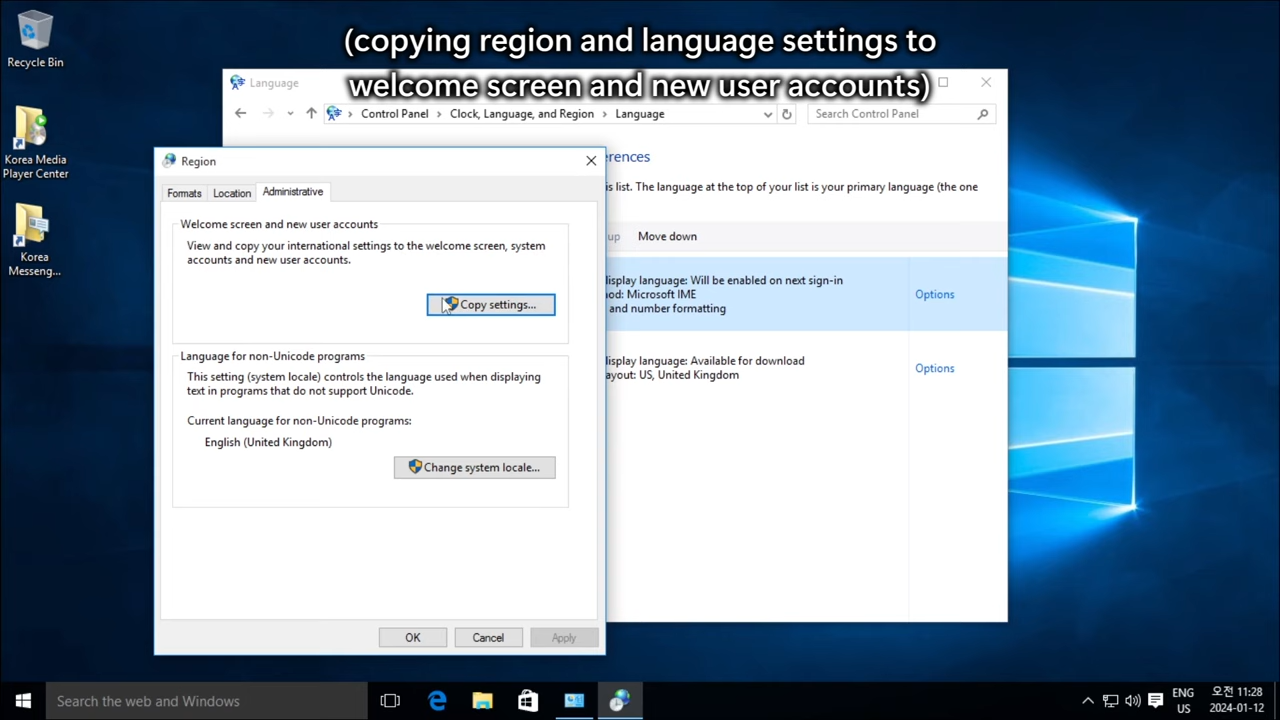 (copying region and language settings to
welcome screen and new user accounts)
Recycle Bin
Korea Media
Player Center
Korea
Messeng...
Language
Control Panel > Clock, Language, and Region > Language
Search Control Panel
erences
is list. The language at the top of your list is your primary language (the one
up Move down
display language: Will be enabled on next sign-in
nod: Microsoft IME
and number formatting
Options
display language: Available for download
ayout: US, United Kingdom
Options
Region
Formats Location Administrative
Welcome screen and new user accounts
View and copy your international settings to the welcome screen, system
accounts and new user accounts.
Copy settings...
Language for non-Unicode programs
This setting (system locale) controls the language used when displaying
text in programs that do not support Unicode.
Current language for non-Unicode programs:
English (United Kingdom)
Change system locale...
OK Cancel Apply
Search the web and Windows
ENG
US
오전 11:28
2024-01-12